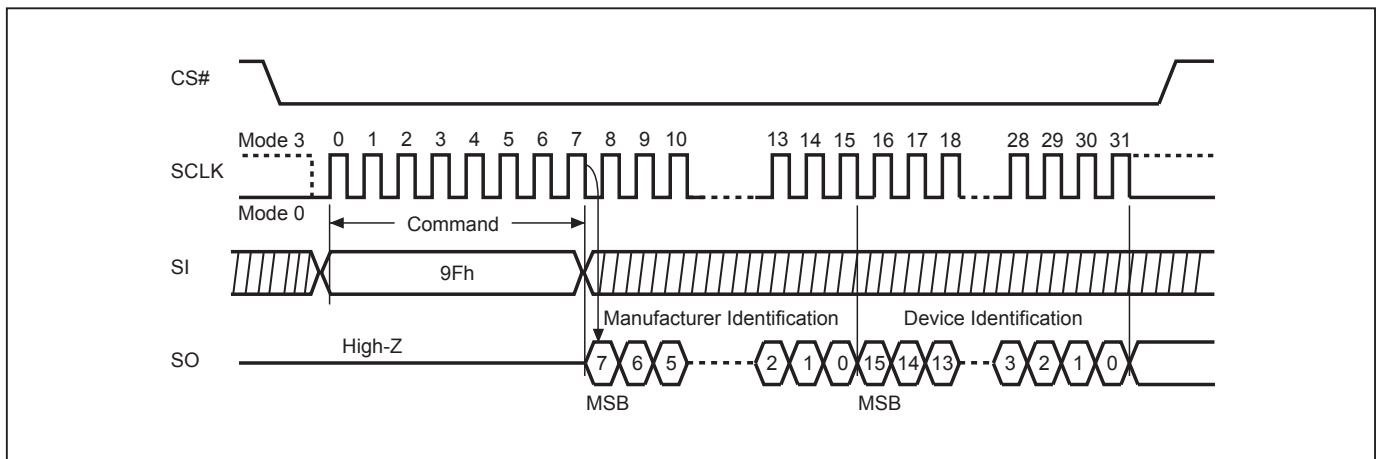 CS#
Mode 3 0 1 2 3 4 5 6 7 8 9 10 13 14 15 16 17 18 28 29 30 31
SCLK
Mode 0
Command
SI 9Fh
Manufacturer Identification Device Identification
High-Z
SO 7 6 5 2 1 0 15 14 13 3 2 1 0
MSB MSB